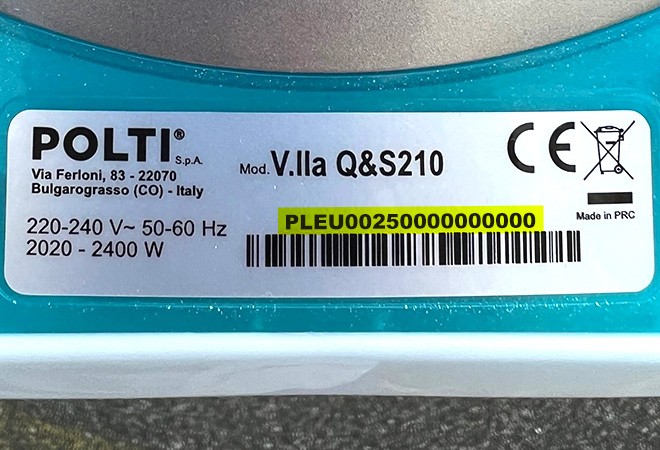 POLTI® S.p.A.
Via Ferloni, 83 - 22070
Bulgarograsso (CO) - Italy
Mod. V.lla Q&S210
CE
220-240 V~ 50-60 Hz
2020 - 2400 W
PLEU00250000000000
Made in PRC